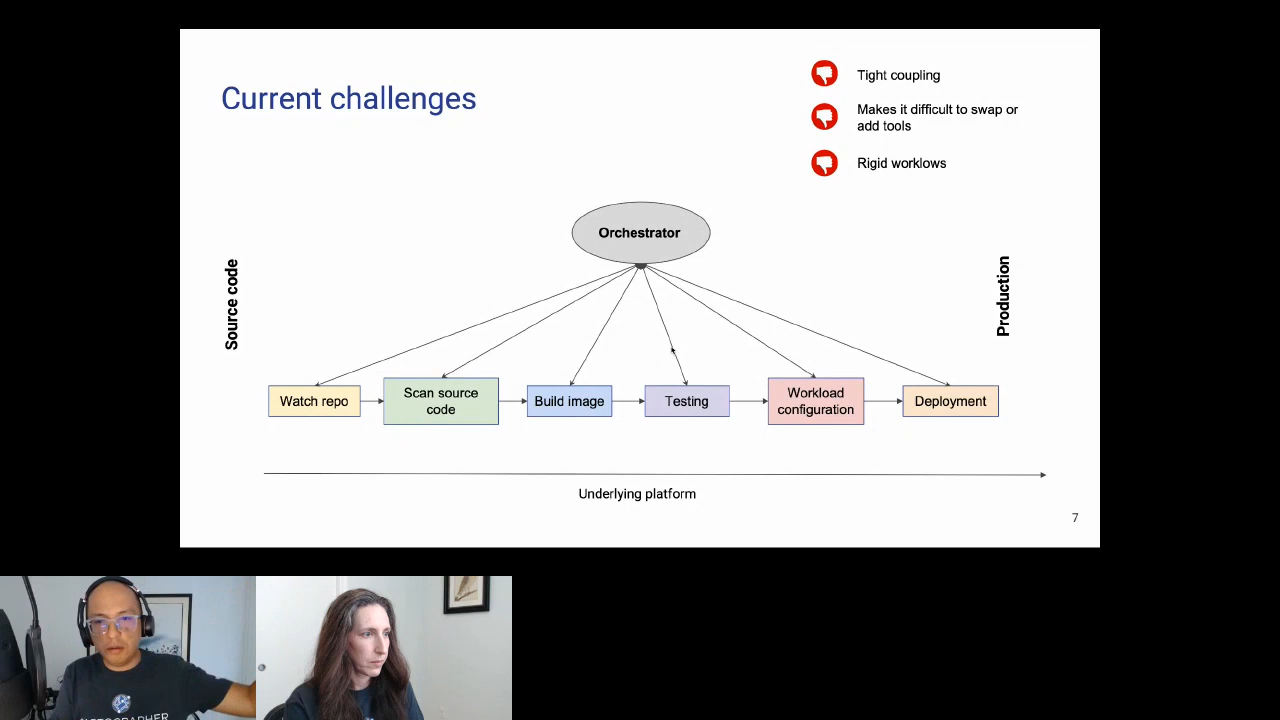 Current challenges
Tight coupling
Makes it difficult to swap or
add tools
Rigid worklows
Orchestrator
Source code
Production
Watch repo
Scan source
code
Build image
Testing
Workload
configuration
Deployment
Underlying platform
7